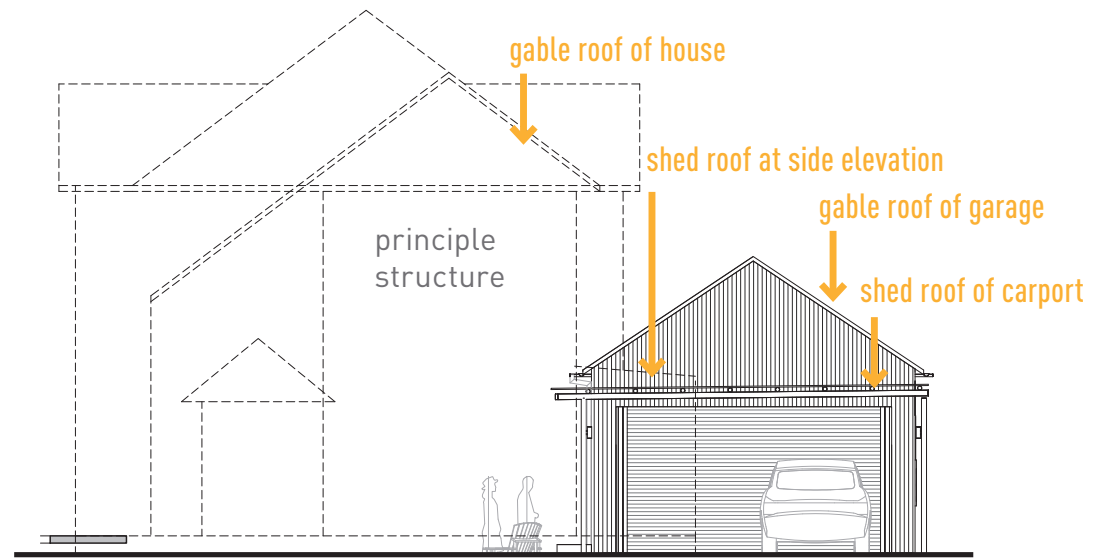 gable roof of house
shed roof at side elevation
gable roof of garage
principle
structure
shed roof of carport